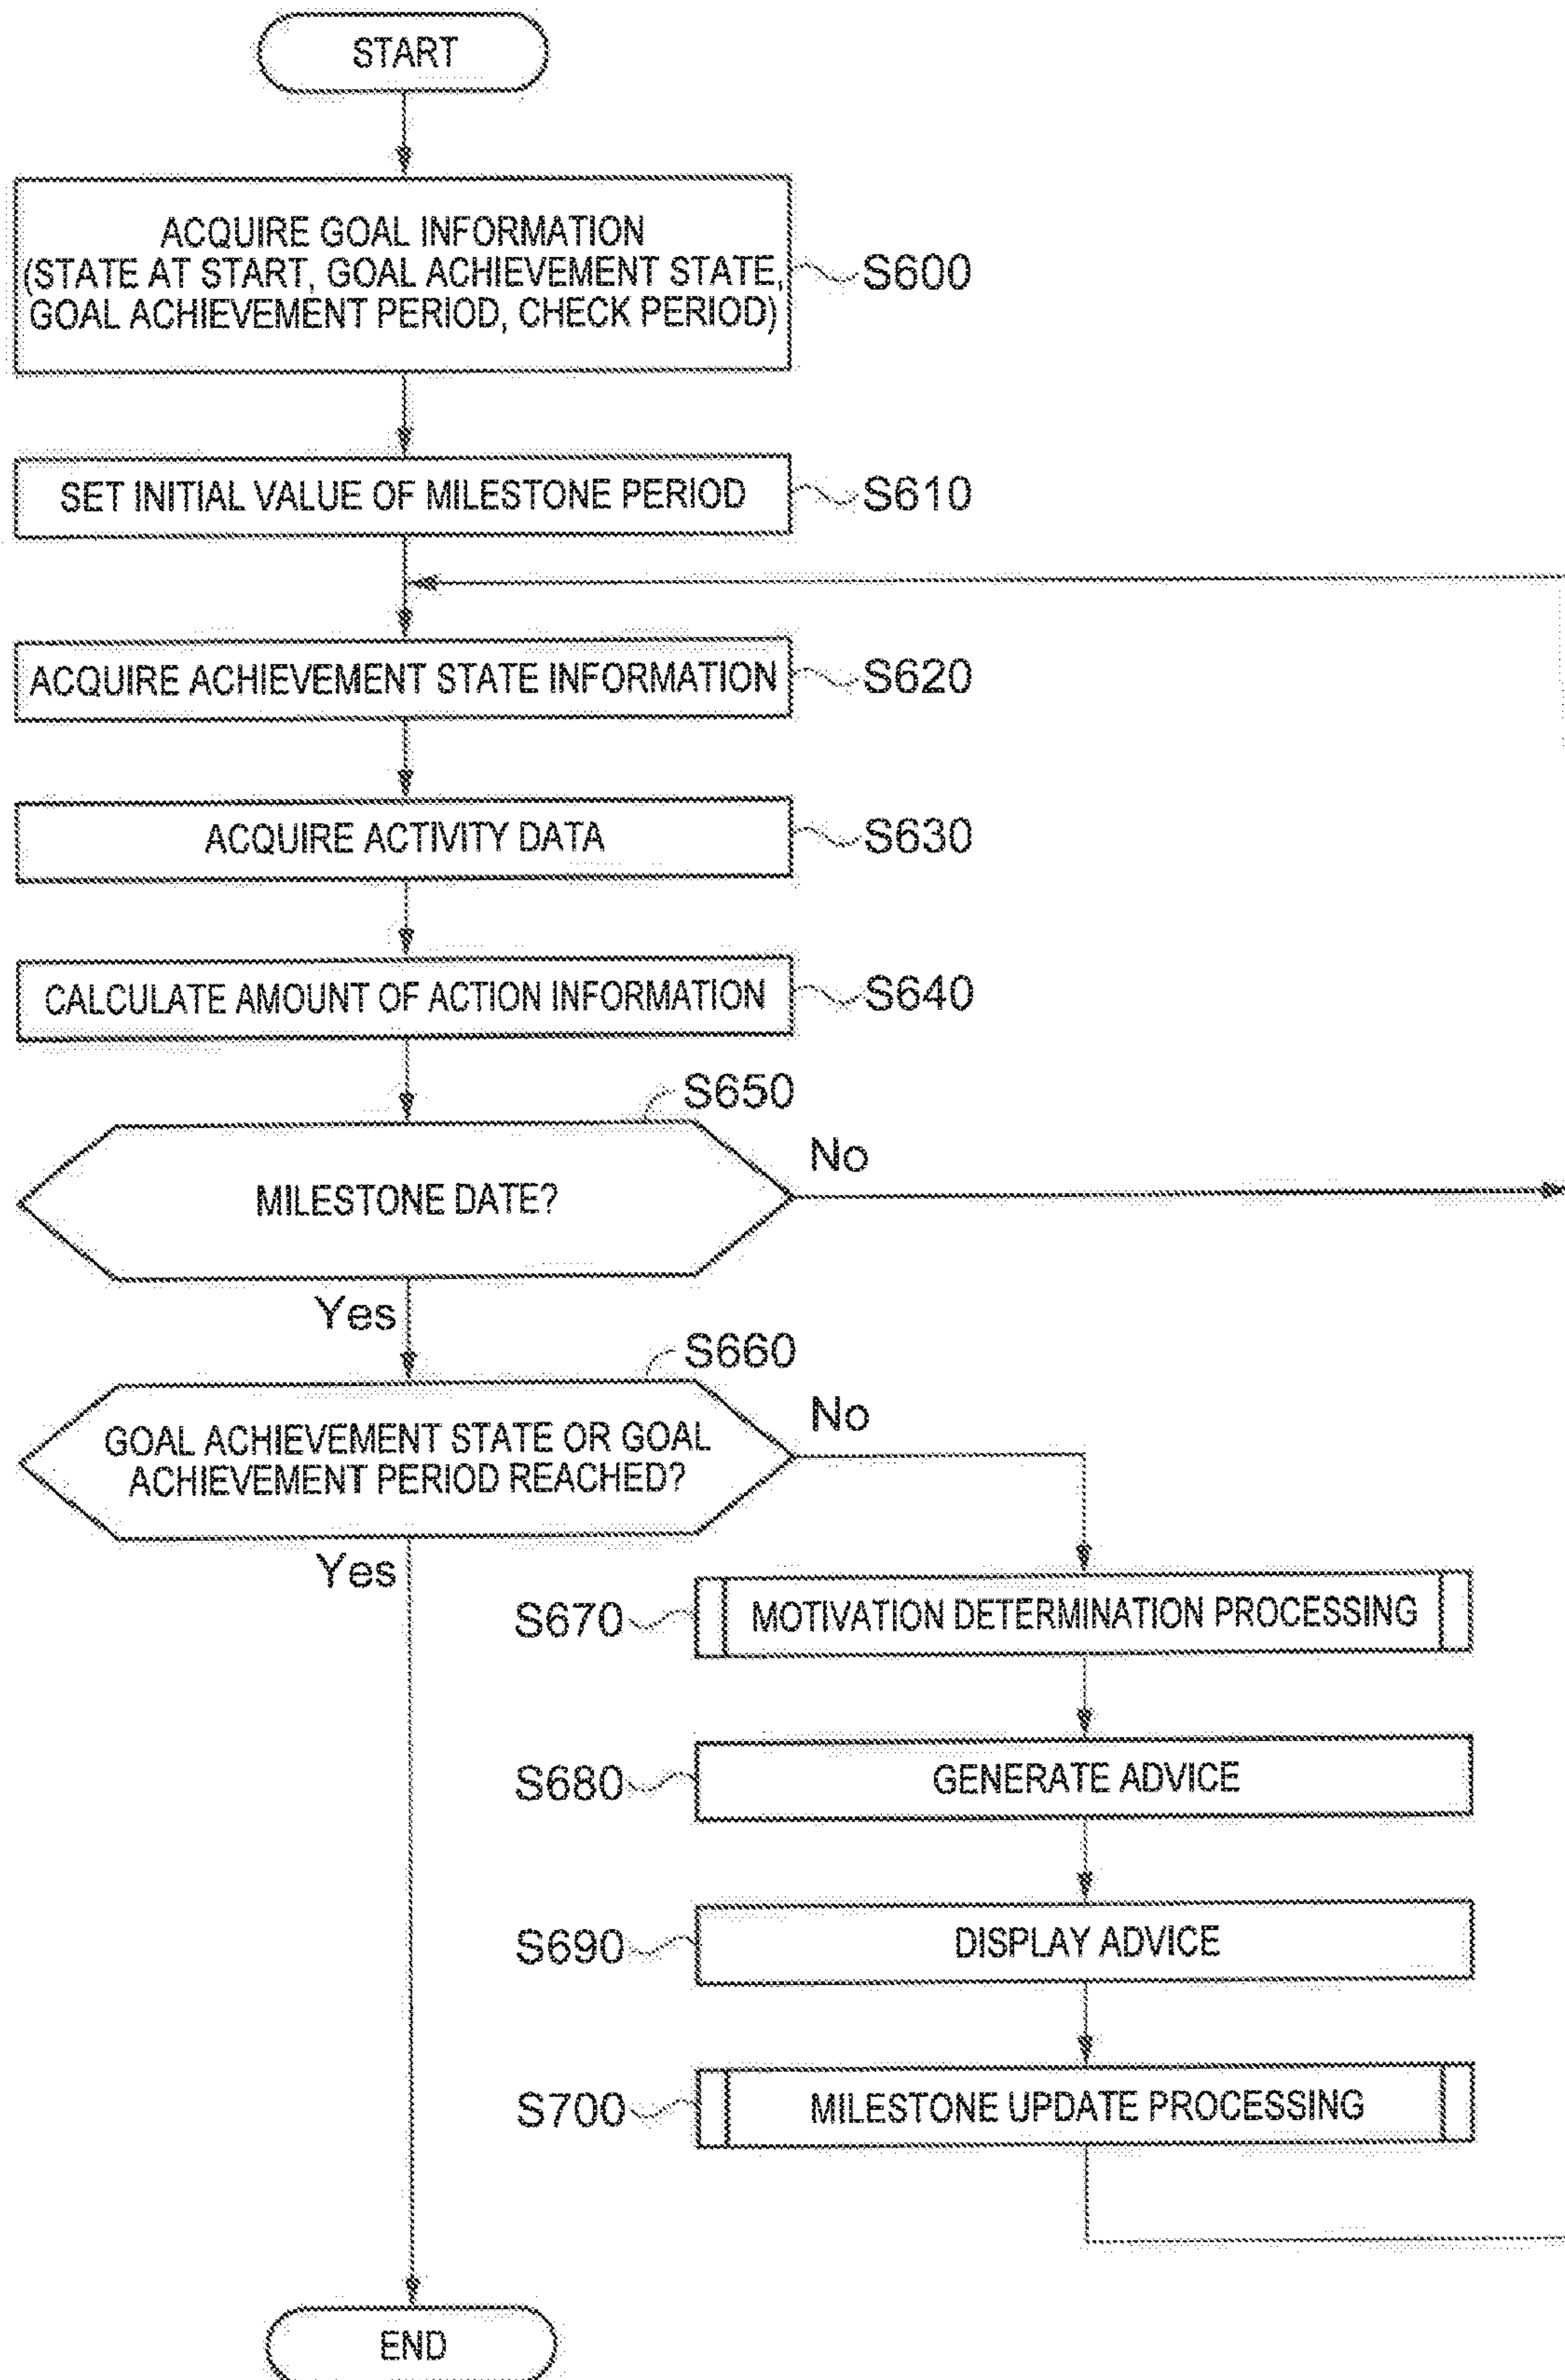 START
ACQUIRE GOAL INFORMATION
(STATE AT START, GOAL ACHIEVEMENT STATE,
GOAL ACHIEVEMENT PERIOD, CHECK PERIOD)
S600
SET INITIAL VALUE OF MILESTONE PERIOD
S610
ACQUIRE ACHIEVEMENT STATE INFORMATION
S620
ACQUIRE ACTIVITY DATA
S630
CALCULATE AMOUNT OF ACTION INFORMATION
S640
S650
MILESTONE DATE?
No
Yes
S660
GOAL ACHIEVEMENT STATE OR GOAL
ACHIEVEMENT PERIOD REACHED?
No
Yes
S670
MOTIVATION DETERMINATION PROCESSING
S680
GENERATE ADVICE
S690
DISPLAY ADVICE
S700
MILESTONE UPDATE PROCESSING
END